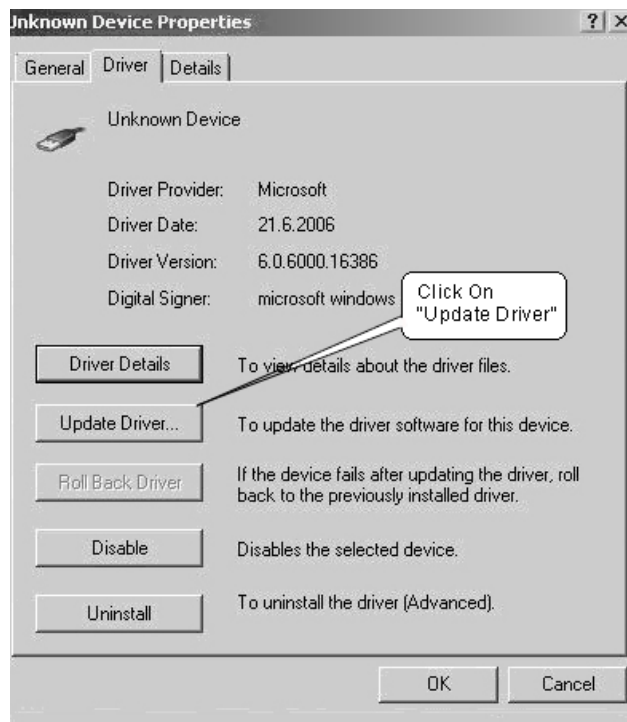 Unknown Device Properties
General Driver Details
Unknown Device
Driver Provider: Microsoft
Driver Date: 21.6.2006
Driver Version: 6.0.6000.16386
Digital Signer: microsoft windows
Click On
"Update Driver"
Driver Details To view details about the driver files.
Update Driver... To update the driver software for this device.
Roll Back Driver If the device fails after updating the driver, roll
back to the previously installed driver.
Disable Disables the selected device.
Uninstall To uninstall the driver (Advanced).
OK Cancel